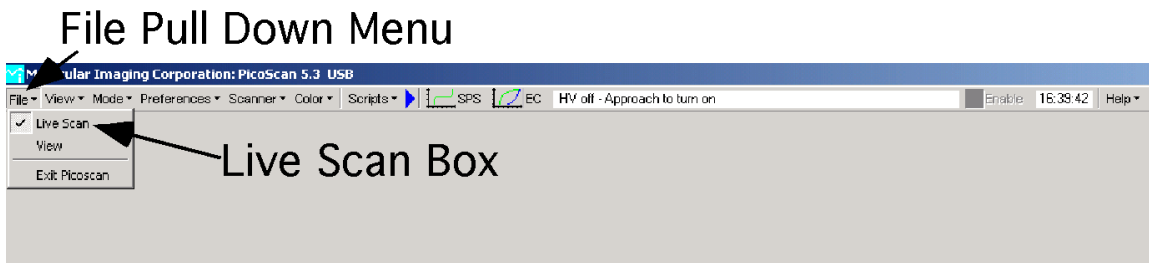 File Pull Down Menu
Molecular Imaging Corporation: PicoScan 5.3 USB
File View Mode Preferences Scanner Color Scripts SPS EC HV off - Approach to turn on Enable 16:39:42 Help
Live Scan
View
Exit Picoscan
Live Scan Box